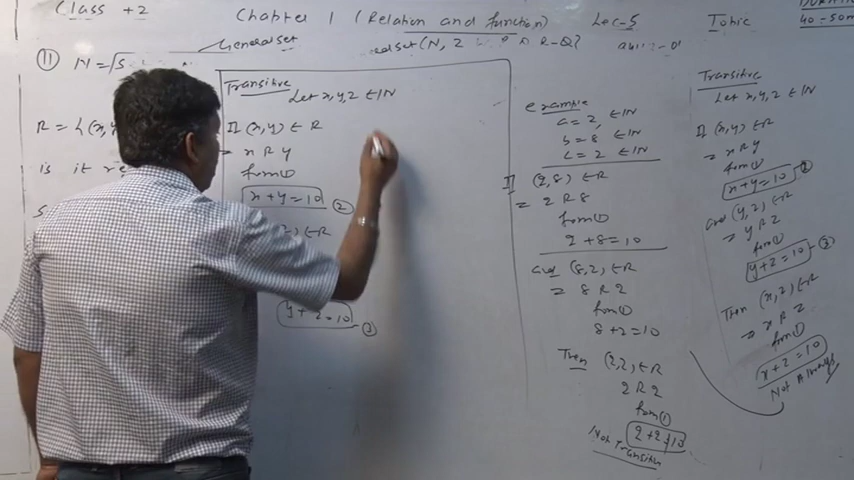 Class +2 Chapter 1 (Relation and function) Lec-5 Topic
40-50m
General set
(11) N=
R = {(x,y
is it re
Transitive
Let x,y,z ∈ IN
If (x,y) ∈ R
⇒ x R y
from ①
x + y = 10 ②
z) ∈ R
y + z = 10 ③
example
a = 2, ∈ IN
b = 8 ∈ IN
c = 2 ∈ IN
If (2,8) ∈ R
= 2 R 8
from ①
2 + 8 = 10
and (8,2) ∈ R
= 8 R 2
from ①
8 + 2 = 10
Then (2,2) ∈ R
2 R 2
from ①
2 + 2 ≠ 10
Not Transitive
Transitive
Let x,y,z ∈ IN
If (x,y) ∈ R
⇒ x R y
from ①
x + y = 10 ②
and (y,z) ∈ R
⇒ y R z
from ①
y + z = 10 ③
Then (x,z) ∈ R
⇒ x R z
from ①
x + z = 10
Not Always